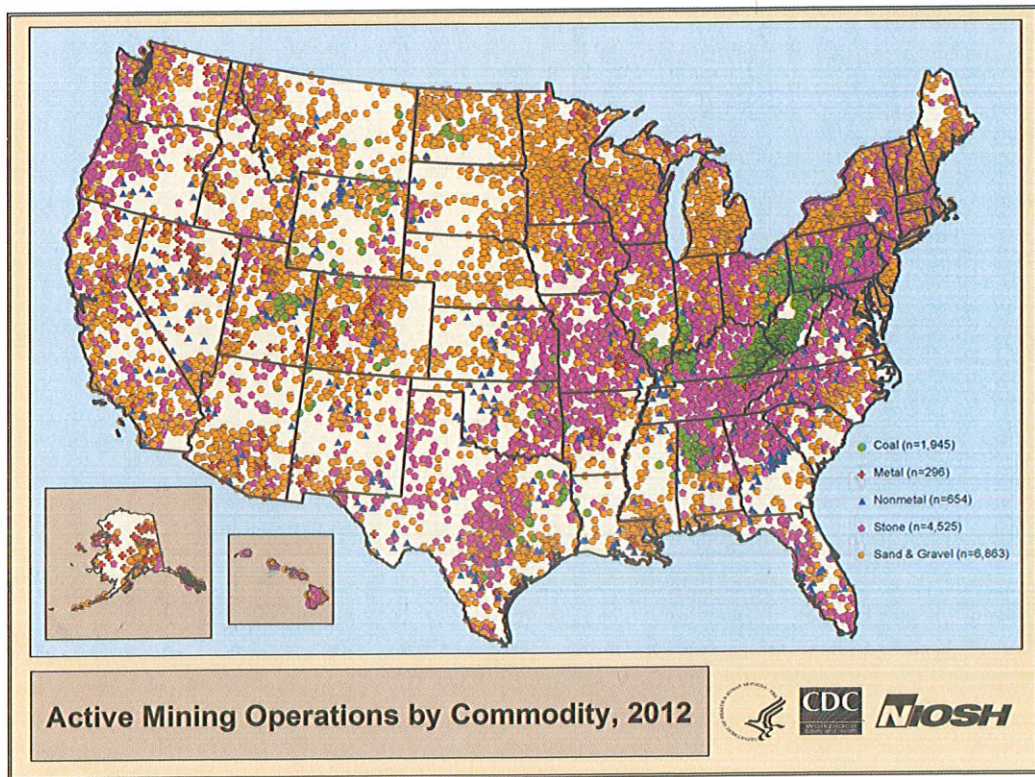 Coal (n=1,945)
Metal (n=296)
Nonmetal (n=654)
Stone (n=4,525)
Sand & Gravel (n=6,863)
Active Mining Operations by Commodity, 2012
CDC
Workplace
NIOSH